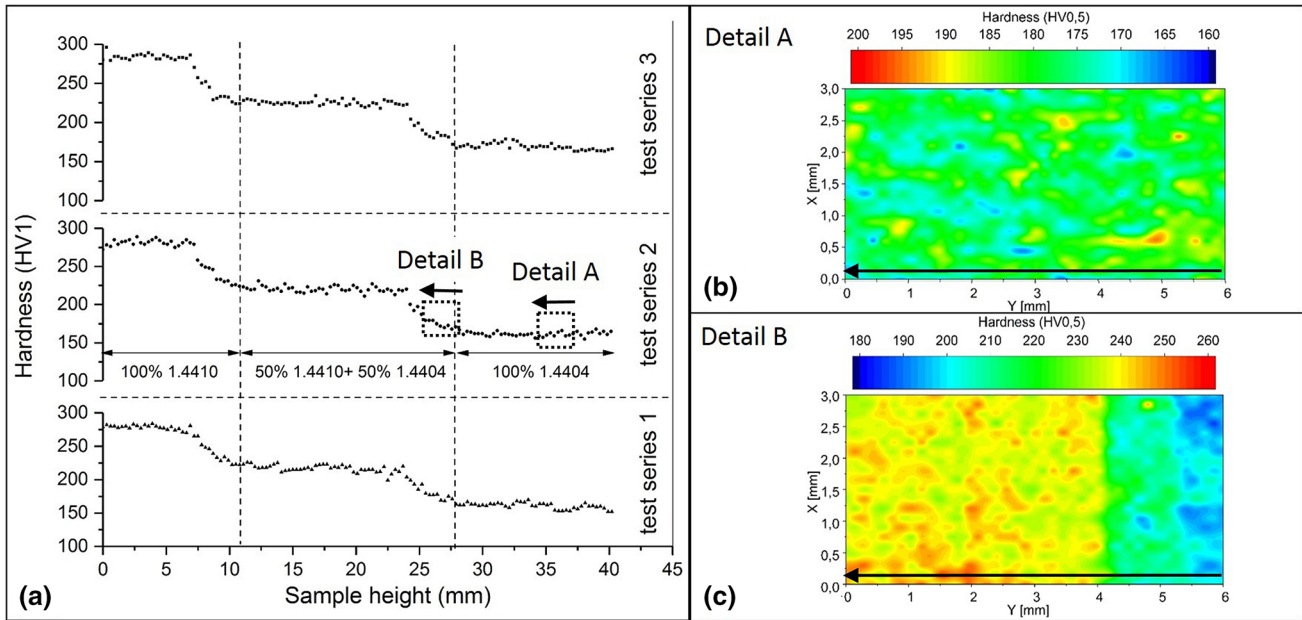 300
250
200
150
100
test series 3
300
250
200
150
100
Detail B
Detail A
test series 2
100% 1.4410
50% 1.4410+ 50% 1.4404
100% 1.4404
300
250
200
150
100
test series 1
Hardness (HV1)
0 5 10 15 20 25 30 35 40 45
(a)
Sample height (mm)
Detail A
Hardness (HV0,5)
200 195 190 185 180 175 170 165 160
3,0
2,5
2,0
1,5
1,0
0,5
0,0
X [mm]
0 1 2 3 4 5 6
Y [mm]
(b)
Detail B
Hardness (HV0,5)
180 190 200 210 220 230 240 250 260
3,0
2,5
2,0
1,5
1,0
0,5
0,0
X [mm]
0 1 2 3 4 5 6
Y [mm]
(c)